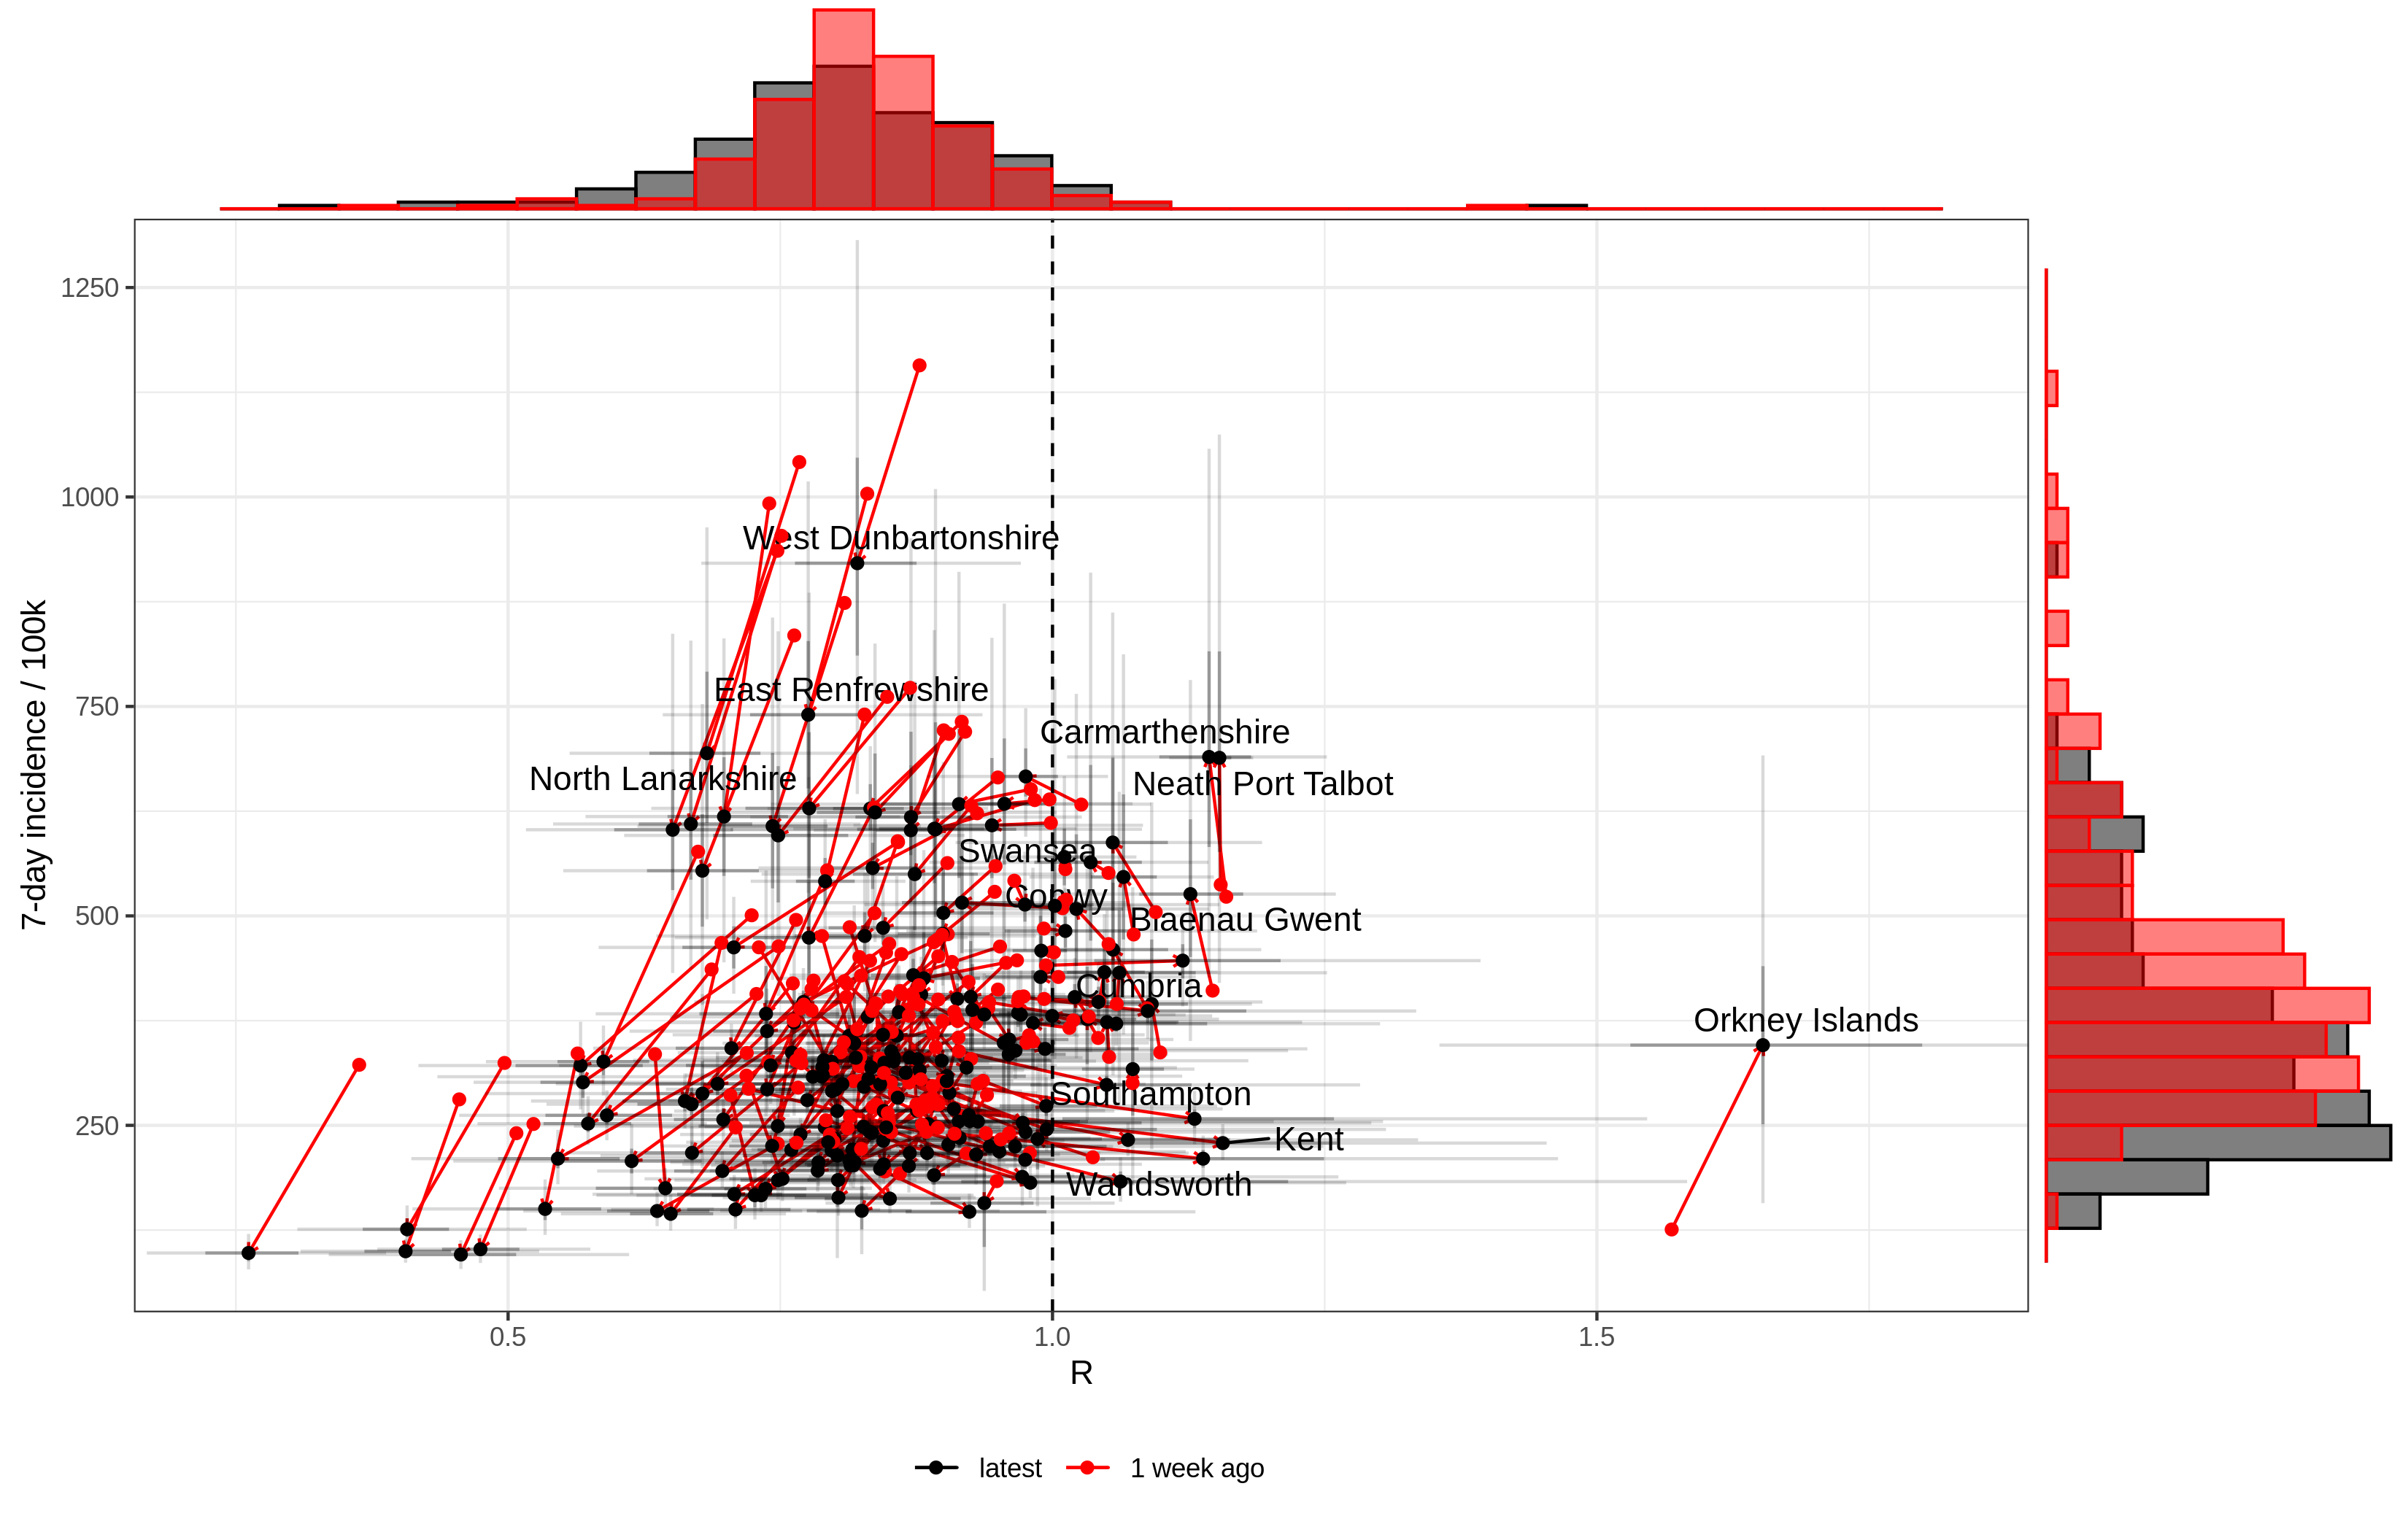 1250
1000
750
500
250
7-day incidence / 100k
West Dunbartonshire
East Renfrewshire
Carmarthenshire
North Lanarkshire
Neath Port Talbot
Swansea
Conwy
Blaenau Gwent
Cumbria
Orkney Islands
Southampton
Kent
Wandsworth
0.5
1.0
1.5
R
latest
1 week ago